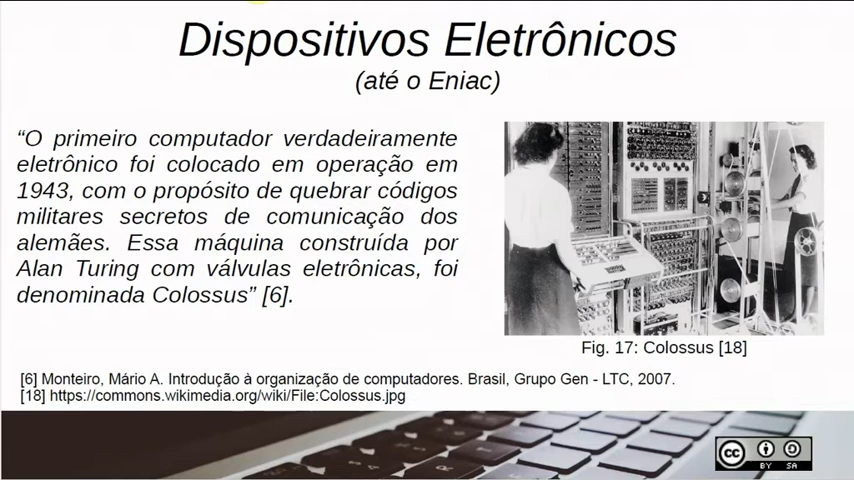 Dispositivos Eletrônicos
(até o Eniac)
“O primeiro computador verdadeiramente
eletrônico foi colocado em operação em
1943, com o propósito de quebrar códigos
militares secretos de comunicação dos
alemães. Essa máquina construída por
Alan Turing com válvulas eletrônicas, foi
denominada Colossus” [6].
Fig. 17: Colossus [18]
[6] Monteiro, Mário A. Introdução à organização de computadores. Brasil, Grupo Gen - LTC, 2007.
[18] https://commons.wikimedia.org/wiki/File:Colossus.jpg
cc
BY SA